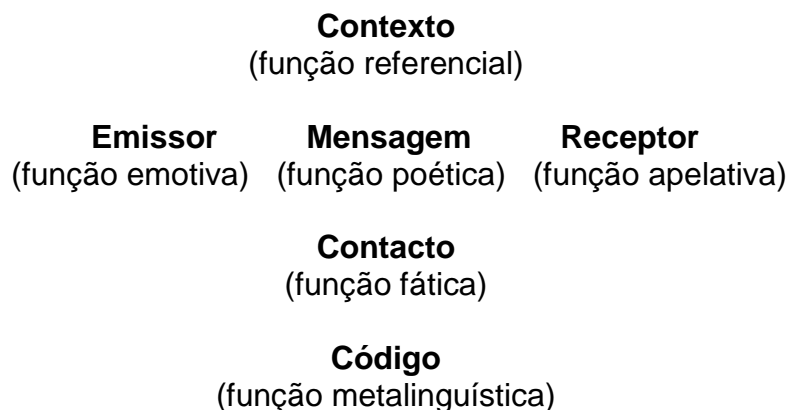 Contexto
(função referencial)
Emissor Mensagem Receptor
(função emotiva) (função poética) (função apelativa)
Contacto
(função fática)
Código
(função metalinguística)